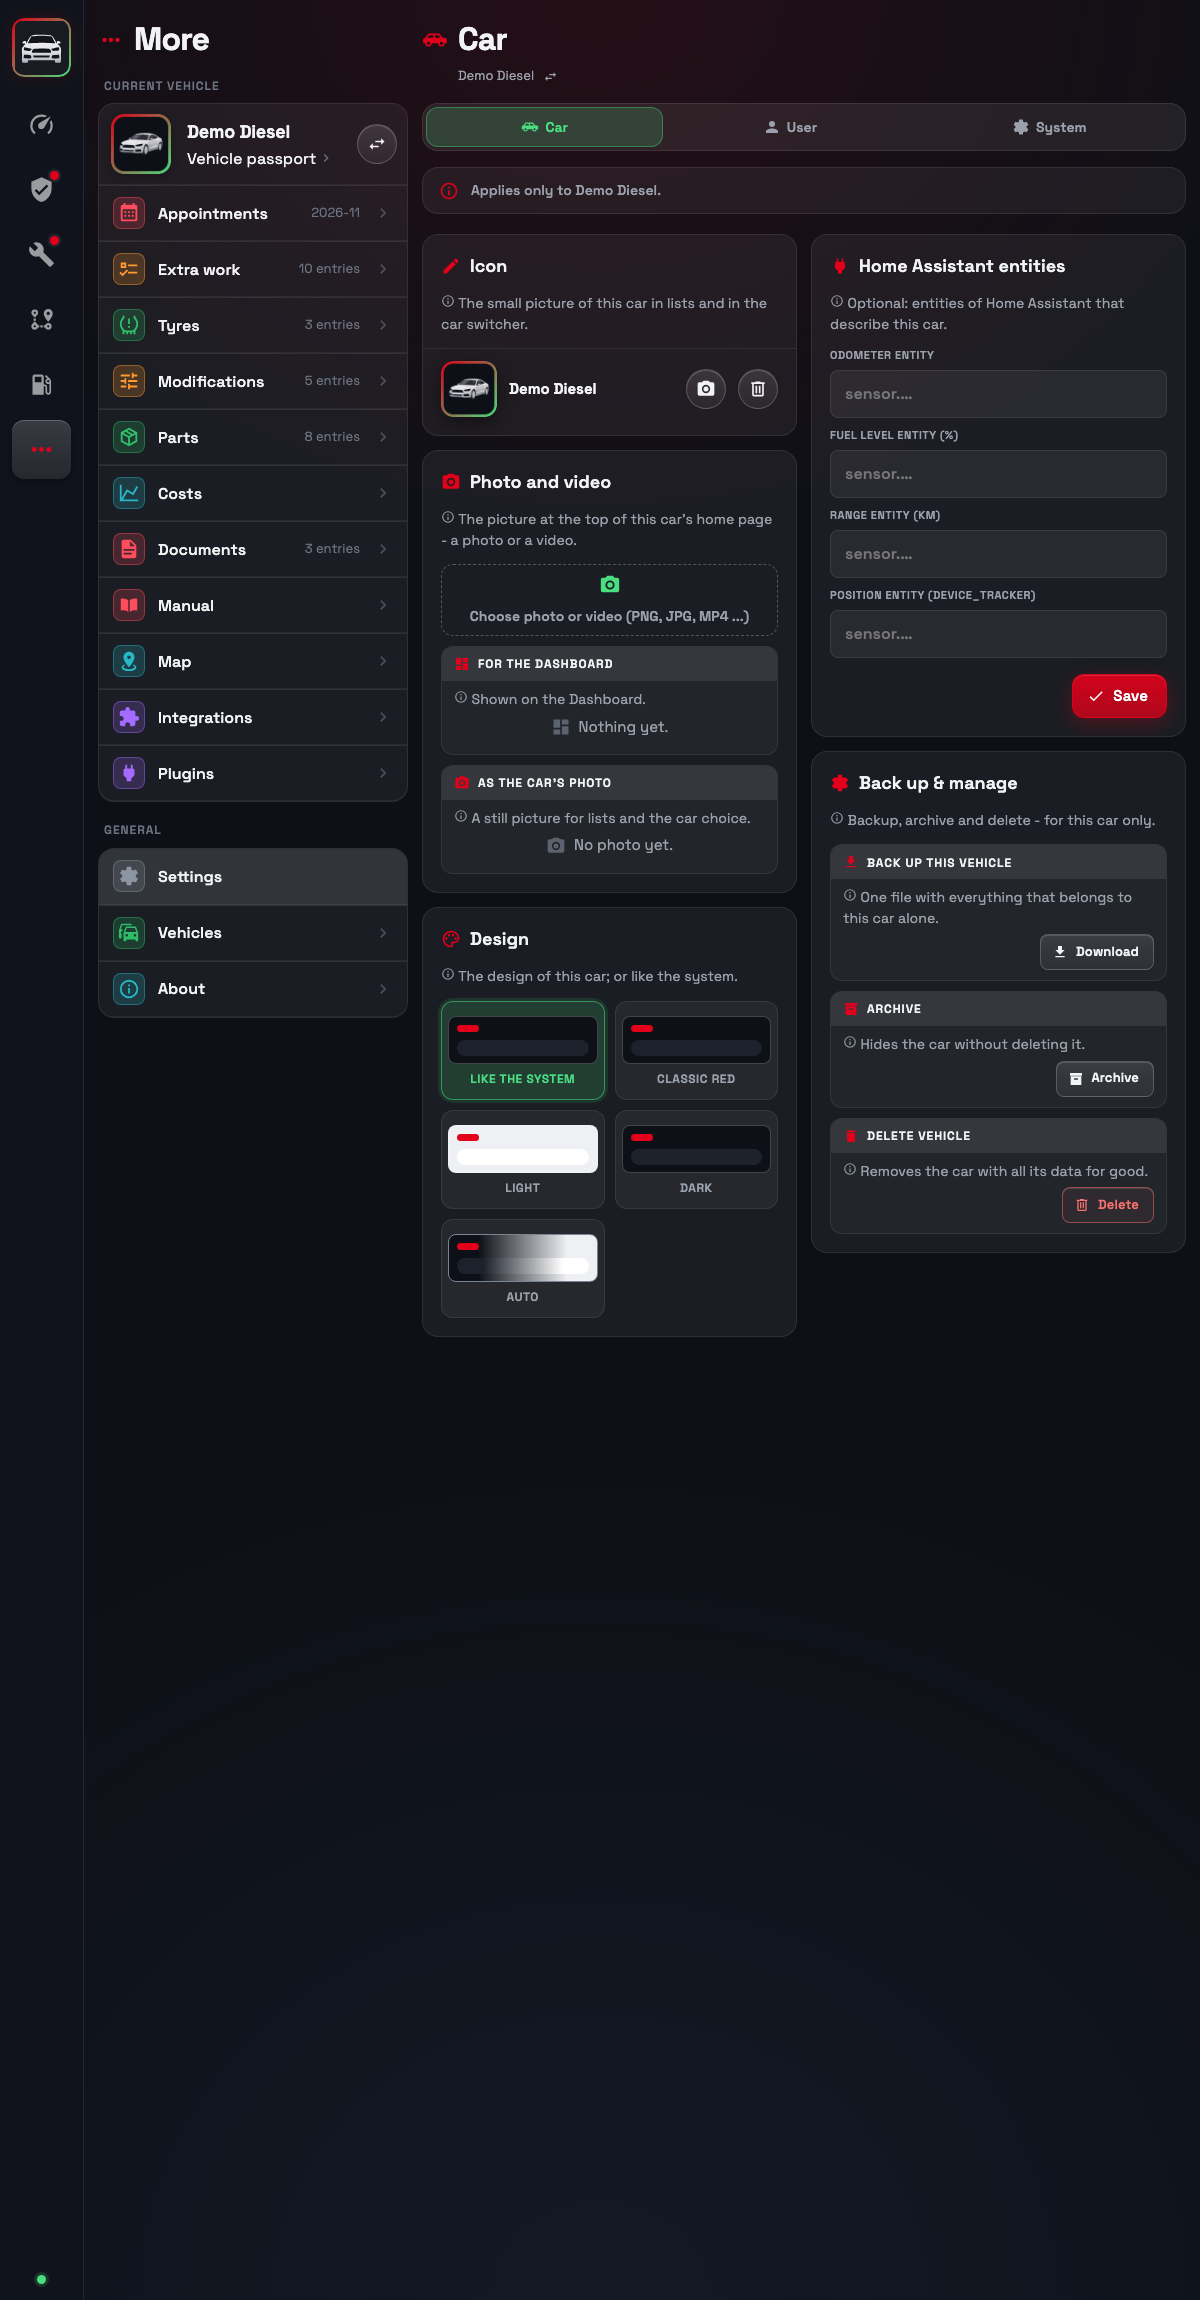 More
CURRENT VEHICLE
Demo Diesel
Vehicle passport
Appointments 2026-11
Extra work 10 entries
Tyres 3 entries
Modifications 5 entries
Parts 8 entries
Costs
Documents 3 entries
Manual
Map
Integrations
Plugins
GENERAL
Settings
Vehicles
About
Car
Demo Diesel
Car User System
Applies only to Demo Diesel.
Icon
The small picture of this car in lists and in the
car switcher.
Demo Diesel
Photo and video
The picture at the top of this car's home page
- a photo or a video.
Choose photo or video (PNG, JPG, MP4 ...)
FOR THE DASHBOARD
Shown on the Dashboard.
Nothing yet.
AS THE CAR'S PHOTO
A still picture for lists and the car choice.
No photo yet.
Design
The design of this car; or like the system.
LIKE THE SYSTEM
CLASSIC RED
LIGHT
DARK
AUTO
Home Assistant entities
Optional: entities of Home Assistant that
describe this car.
ODOMETER ENTITY
sensor....
FUEL LEVEL ENTITY (%)
sensor....
RANGE ENTITY (KM)
sensor....
POSITION ENTITY (DEVICE_TRACKER)
sensor....
Save
Back up & manage
Backup, archive and delete - for this car only.
BACK UP THIS VEHICLE
One file with everything that belongs to
this car alone.
Download
ARCHIVE
Hides the car without deleting it.
Archive
DELETE VEHICLE
Removes the car with all its data for good.
Delete